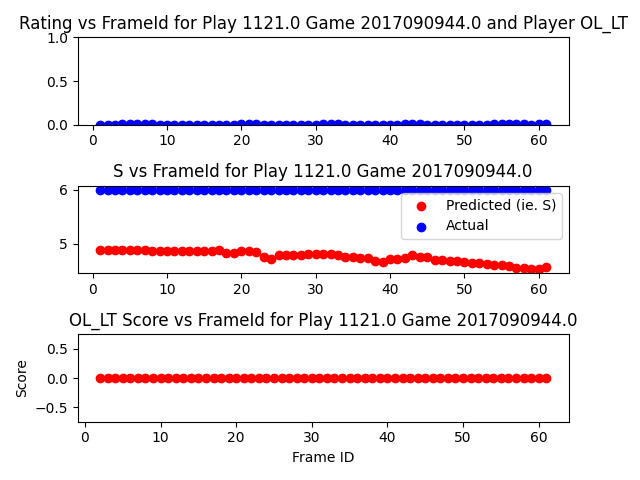 Rating vs FrameId for Play 1121.0 Game 2017090944.0 and Player OL_LT
1.0
0.5
0.0
0 10 20 30 40 50 60
S vs FrameId for Play 1121.0 Game 2017090944.0
6
5
Predicted (ie. S)
Actual
0 10 20 30 40 50 60
OL_LT Score vs FrameId for Play 1121.0 Game 2017090944.0
Score
0.5
0.0
−0.5
0 10 20 30 40 50 60
Frame ID